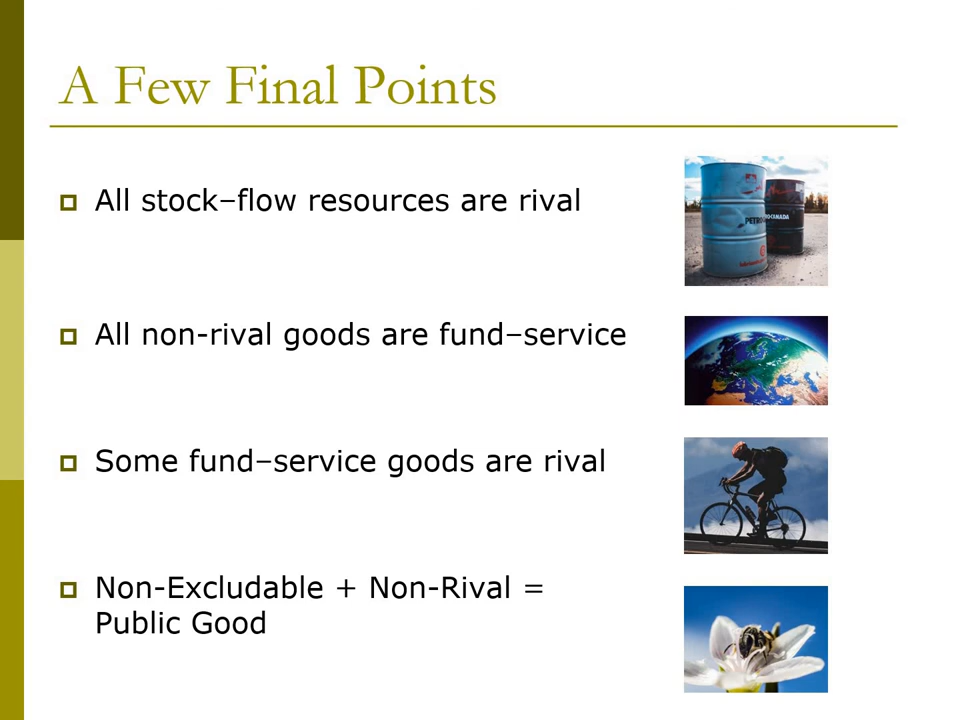 A Few Final Points
All stock–flow resources are rival
All non-rival goods are fund–service
Some fund–service goods are rival
Non-Excludable + Non-Rival =
Public Good